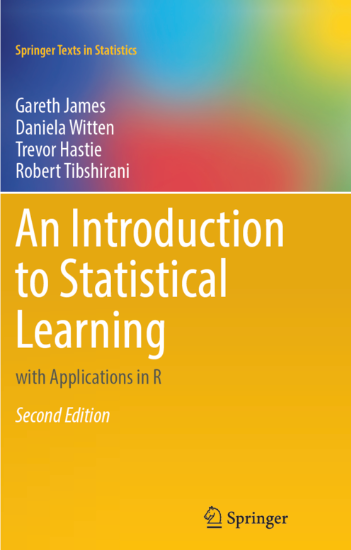 Springer Texts in Statistics
Gareth James
Daniela Witten
Trevor Hastie
Robert Tibshirani
An Introduction
to Statistical
Learning
with Applications in R
Second Edition
Springer